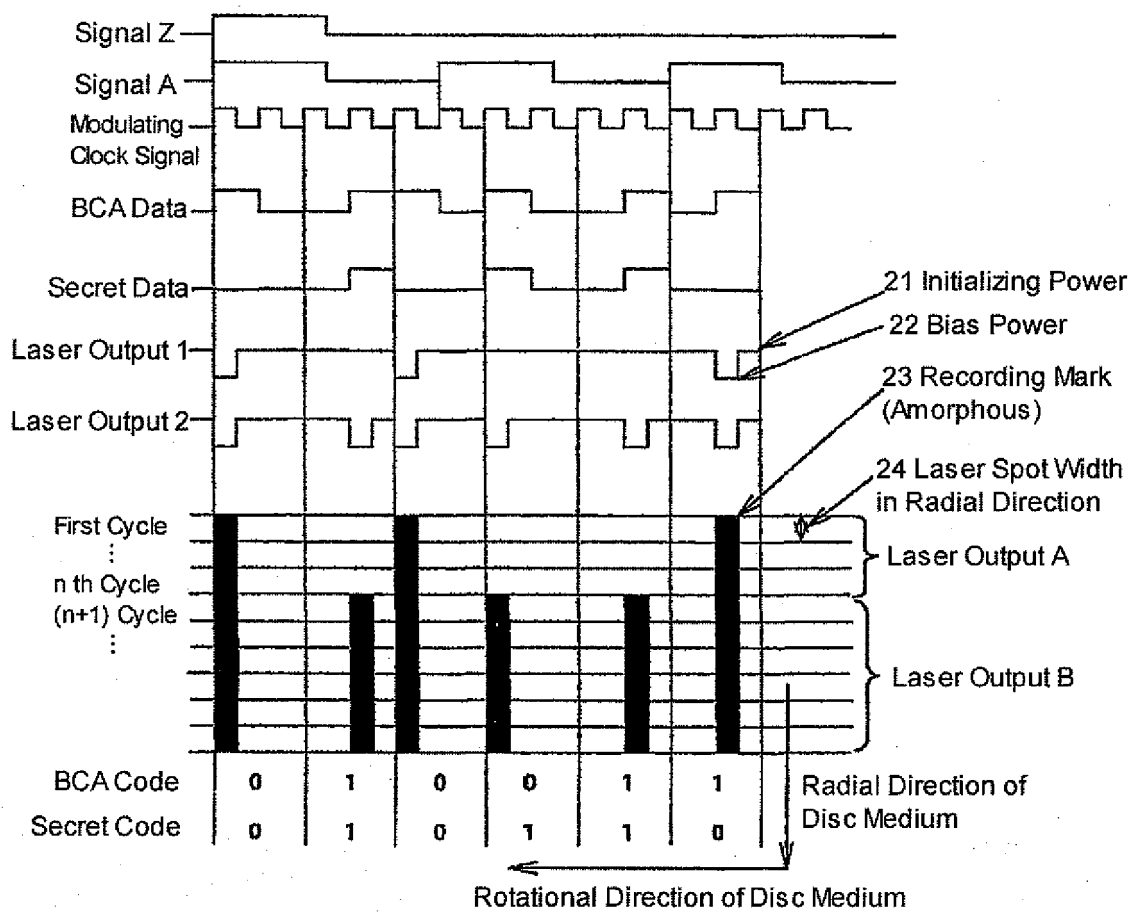 Signal Z
Signal A
Modulating
Clock Signal
BCA Data
Secret Data
Laser Output 1
Laser Output 2
21 Initializing Power
22 Bias Power
23 Recording Mark
(Amorphous)
24 Laser Spot Width
in Radial Direction
First Cycle
⋮
n th Cycle
(n+1) Cycle
⋮
Laser Output A
Laser Output B
BCA Code 0 1 0 0 1 1
Secret Code 0 1 0 1 1 0
Radial Direction of
Disc Medium
Rotational Direction of Disc Medium